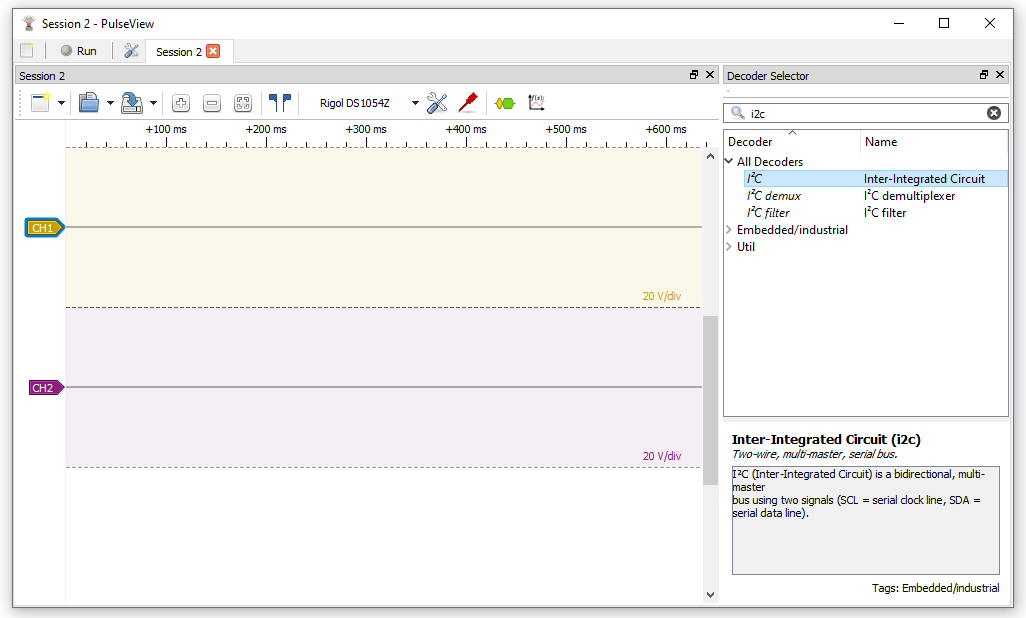 Session 2 - PulseView
Run
Session 2
Session 2
Decoder Selector
Rigol DS1054Z
f(x)
i2c
+100 ms +200 ms +300 ms +400 ms +500 ms +600 ms
Decoder Name
All Decoders
I²C Inter-Integrated Circuit
I²C demux I²C demultiplexer
I²C filter I²C filter
Embedded/industrial
Util
CH1
20 V/div
CH2
20 V/div
Inter-Integrated Circuit (i2c)
Two-wire, multi-master, serial bus.
I²C (Inter-Integrated Circuit) is a bidirectional, multi-
master
bus using two signals (SCL = serial clock line, SDA =
serial data line).
Tags: Embedded/industrial